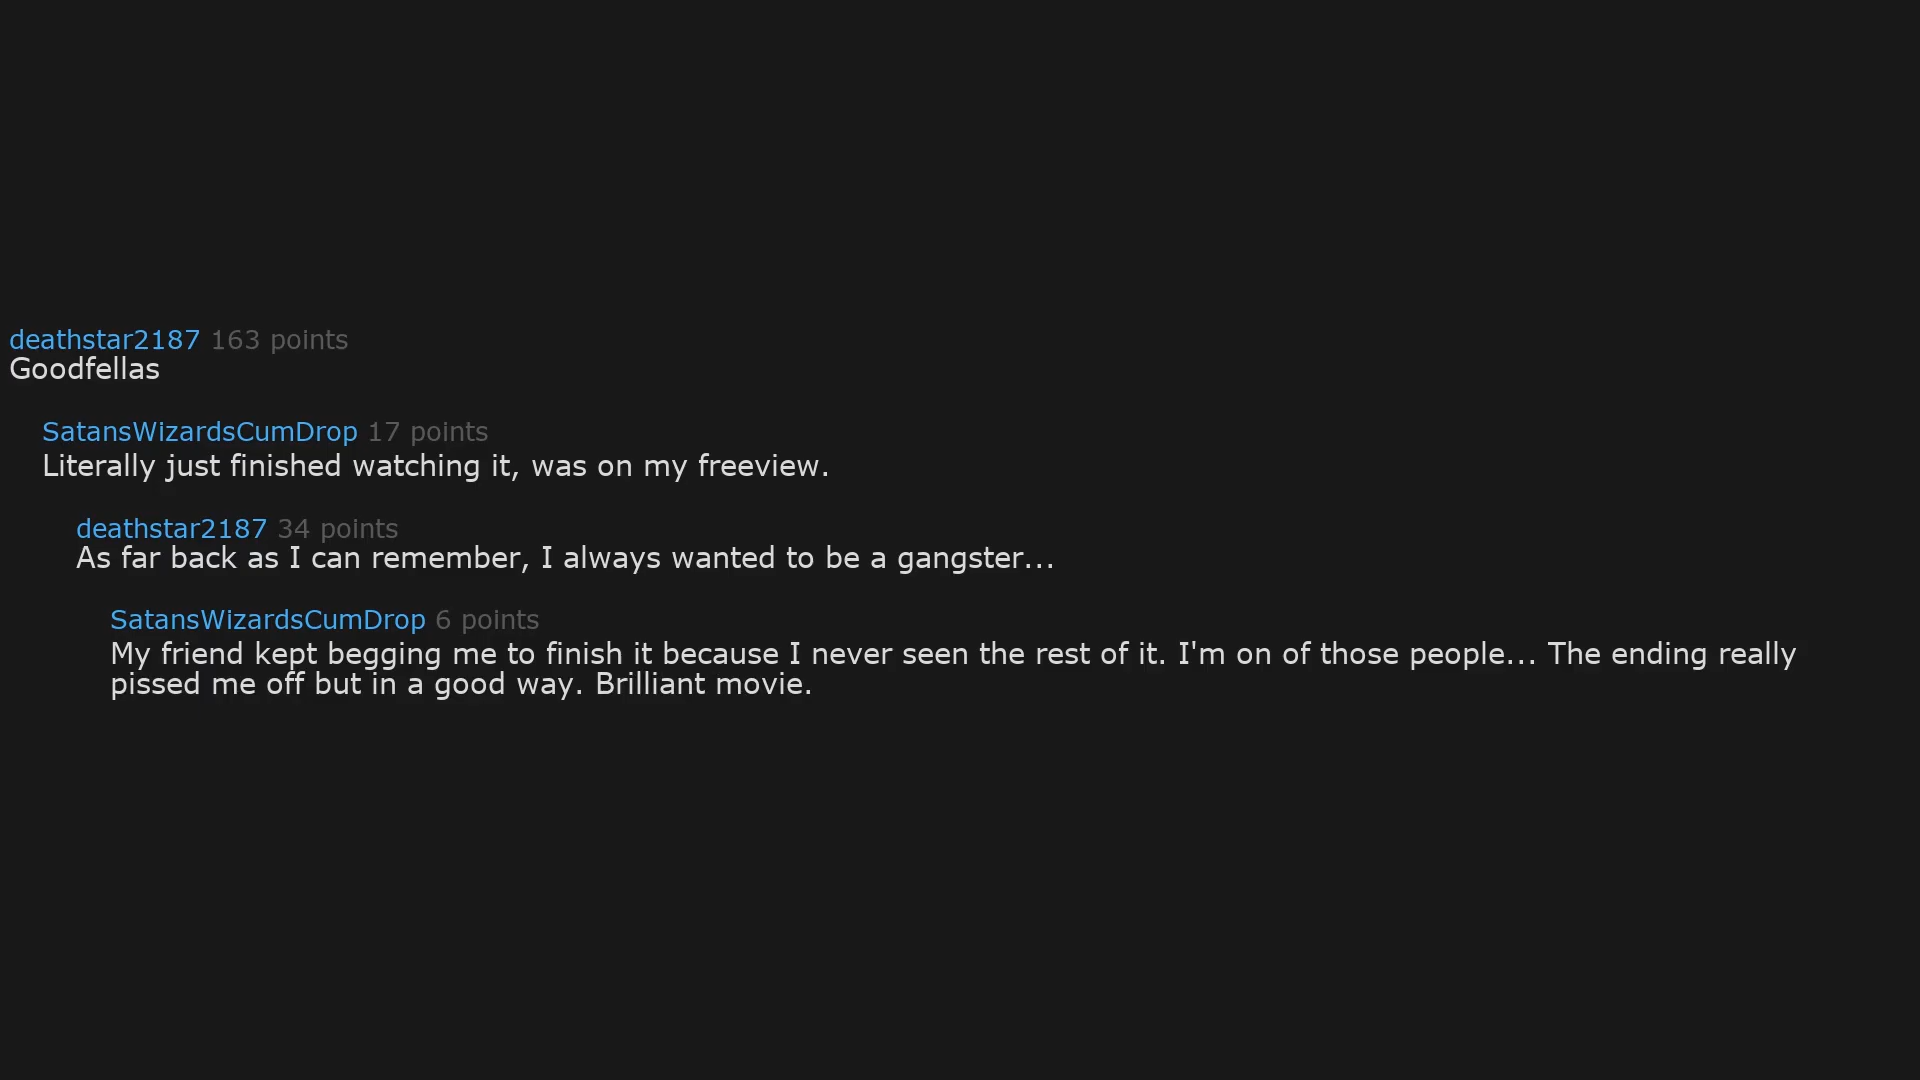 deathstar2187 163 points
Goodfellas
SatansWizardsCumDrop 17 points
Literally just finished watching it, was on my freeview.
deathstar2187 34 points
As far back as I can remember, I always wanted to be a gangster...
SatansWizardsCumDrop 6 points
My friend kept begging me to finish it because I never seen the rest of it. I'm on of those people... The ending really
pissed me off but in a good way. Brilliant movie.